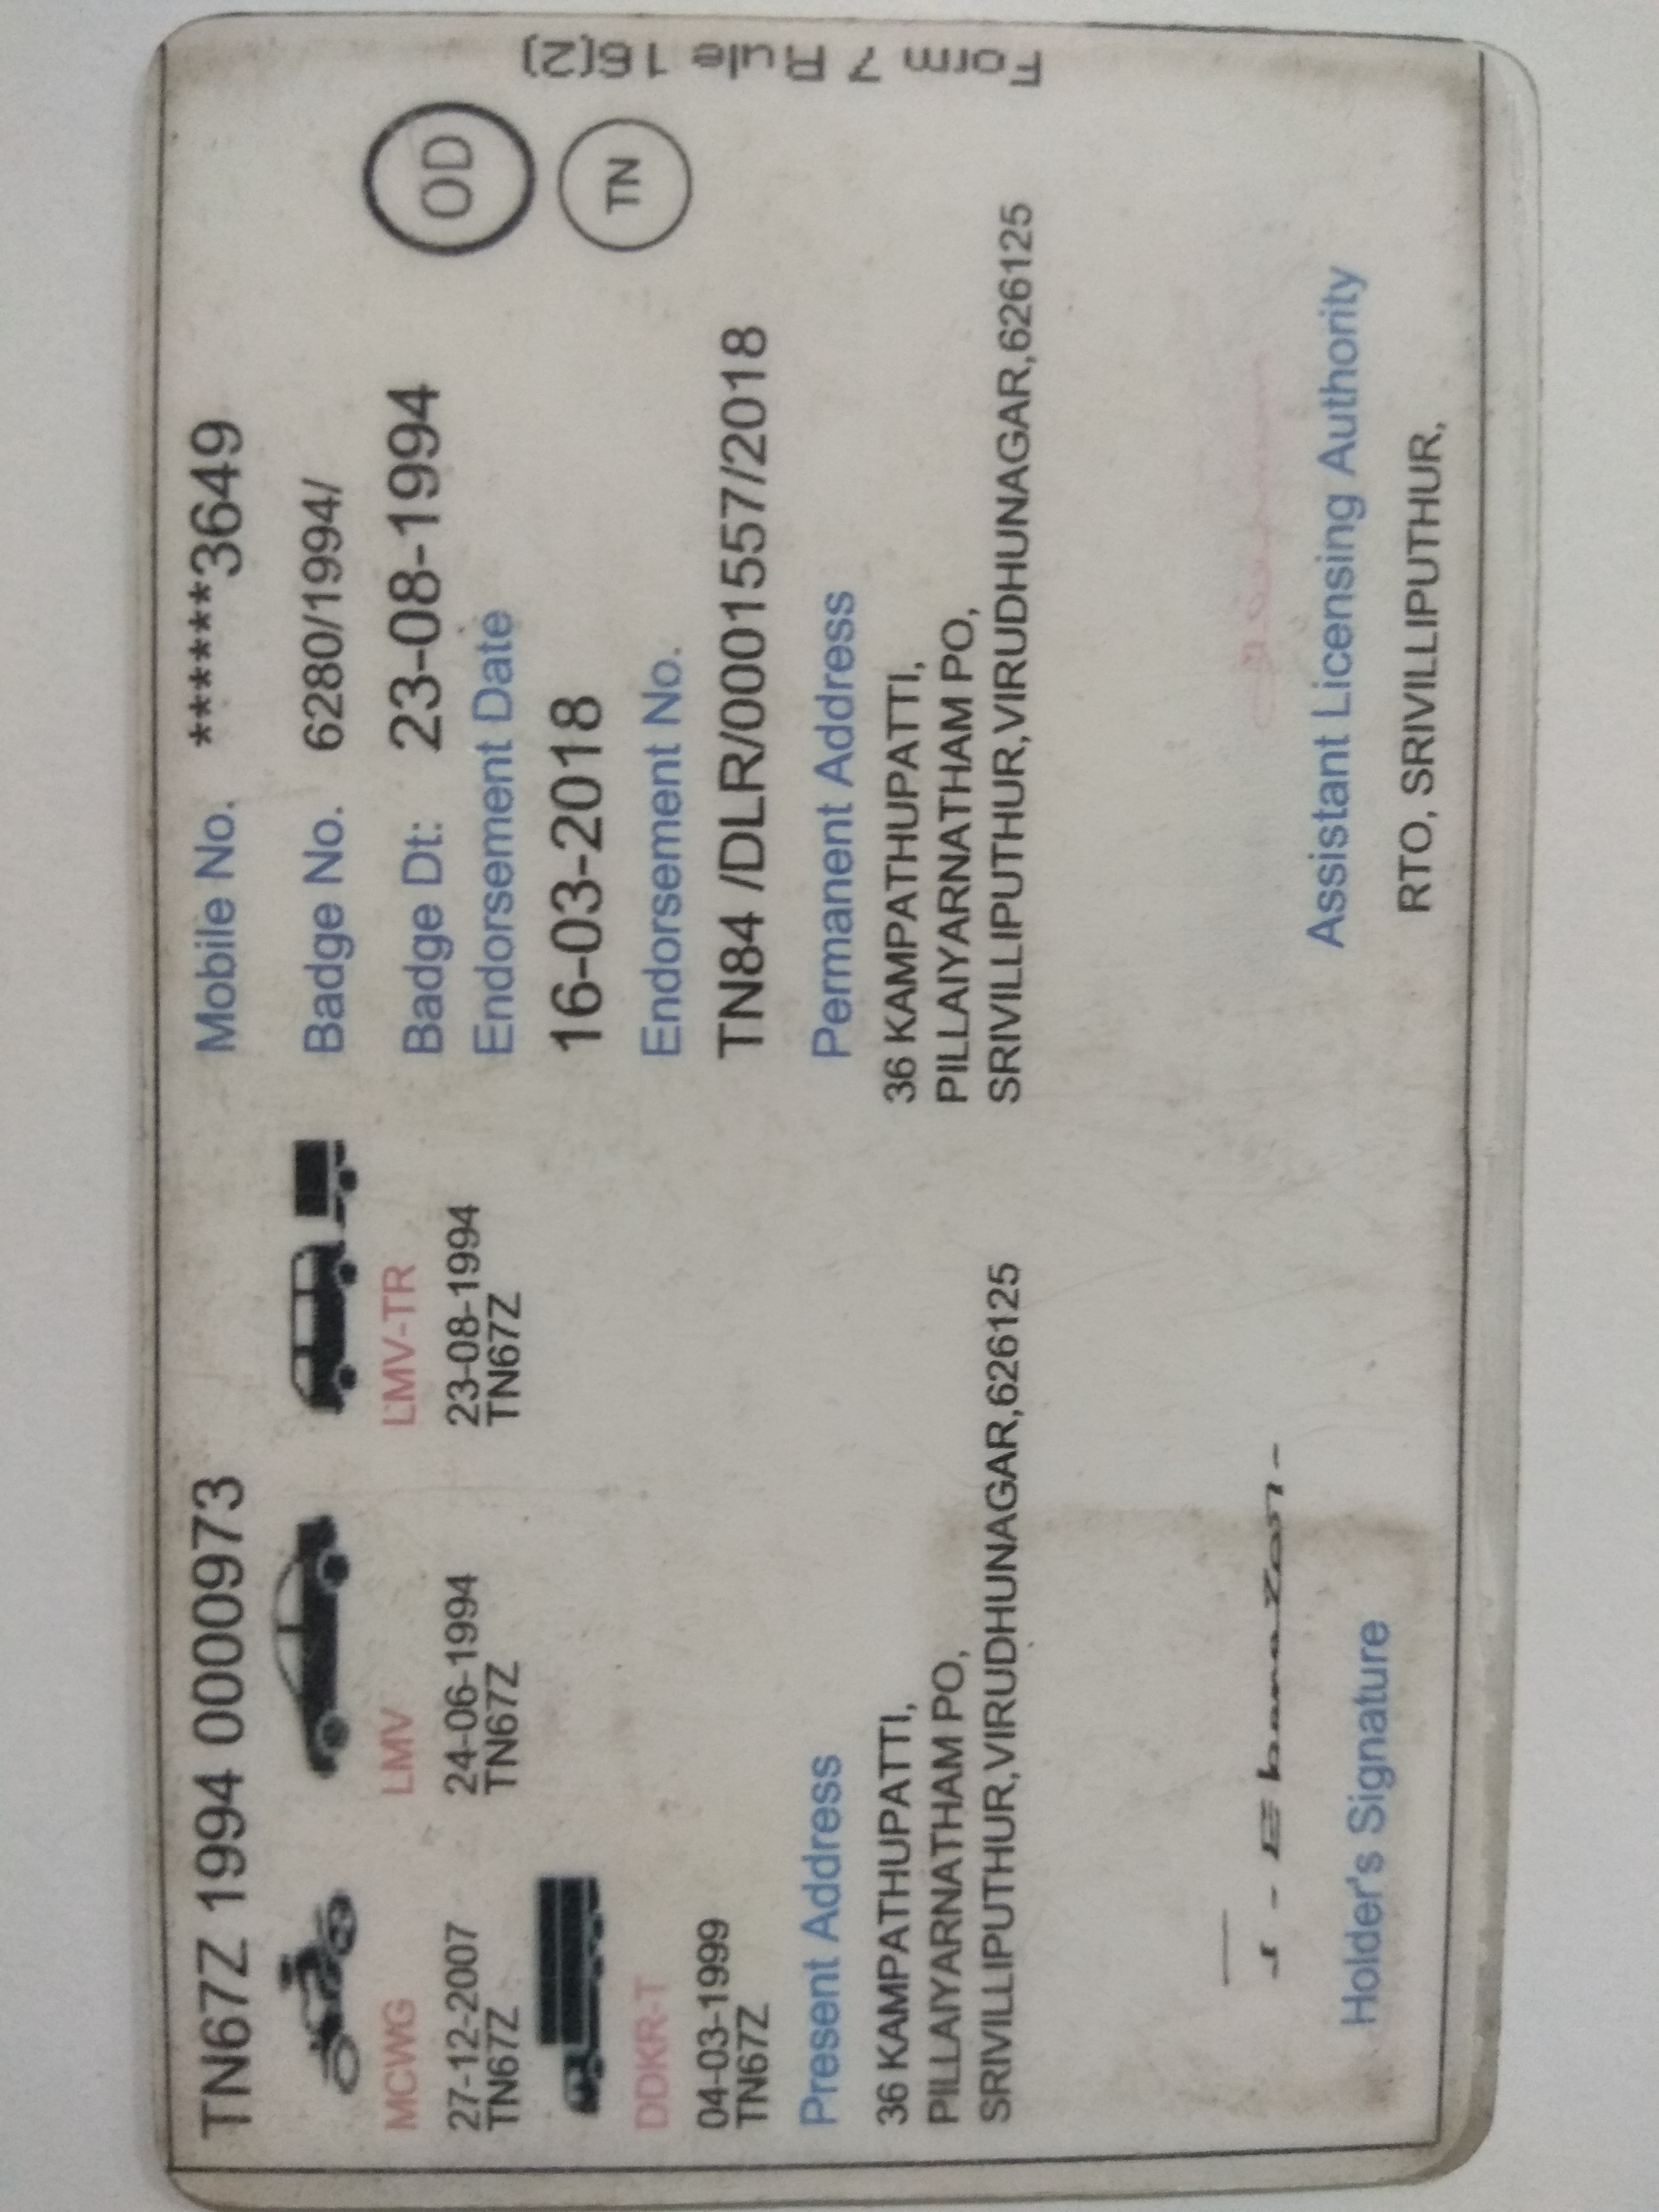 TN67Z 1994 0000973
MCWG
27-12-2007
TN67Z
LMV
24-06-1994
TN67Z
LMV-TR
23-08-1994
TN67Z
DDKR-T
04-03-1999
TN67Z
Present Address
36 KAMPATHUPATTI,
PILLAIYARNATHAM PO,
SRIVILLIPUTHUR,VIRUDHUNAGAR,626125
Holder's Signature
Mobile No. ******3649
Badge No. 6280/1994/
Badge Dt: 23-08-1994
Endorsement Date
16-03-2018
Endorsement No.
TN84 /DLR/0001557/2018
Permanent Address
36 KAMPATHUPATTI,
PILLAIYARNATHAM PO,
SRIVILLIPUTHUR,VIRUDHUNAGAR,626125
Assistant Licensing Authority
RTO, SRIVILLIPUTHUR,
OD
TN
Form 7 Rule 16(2)